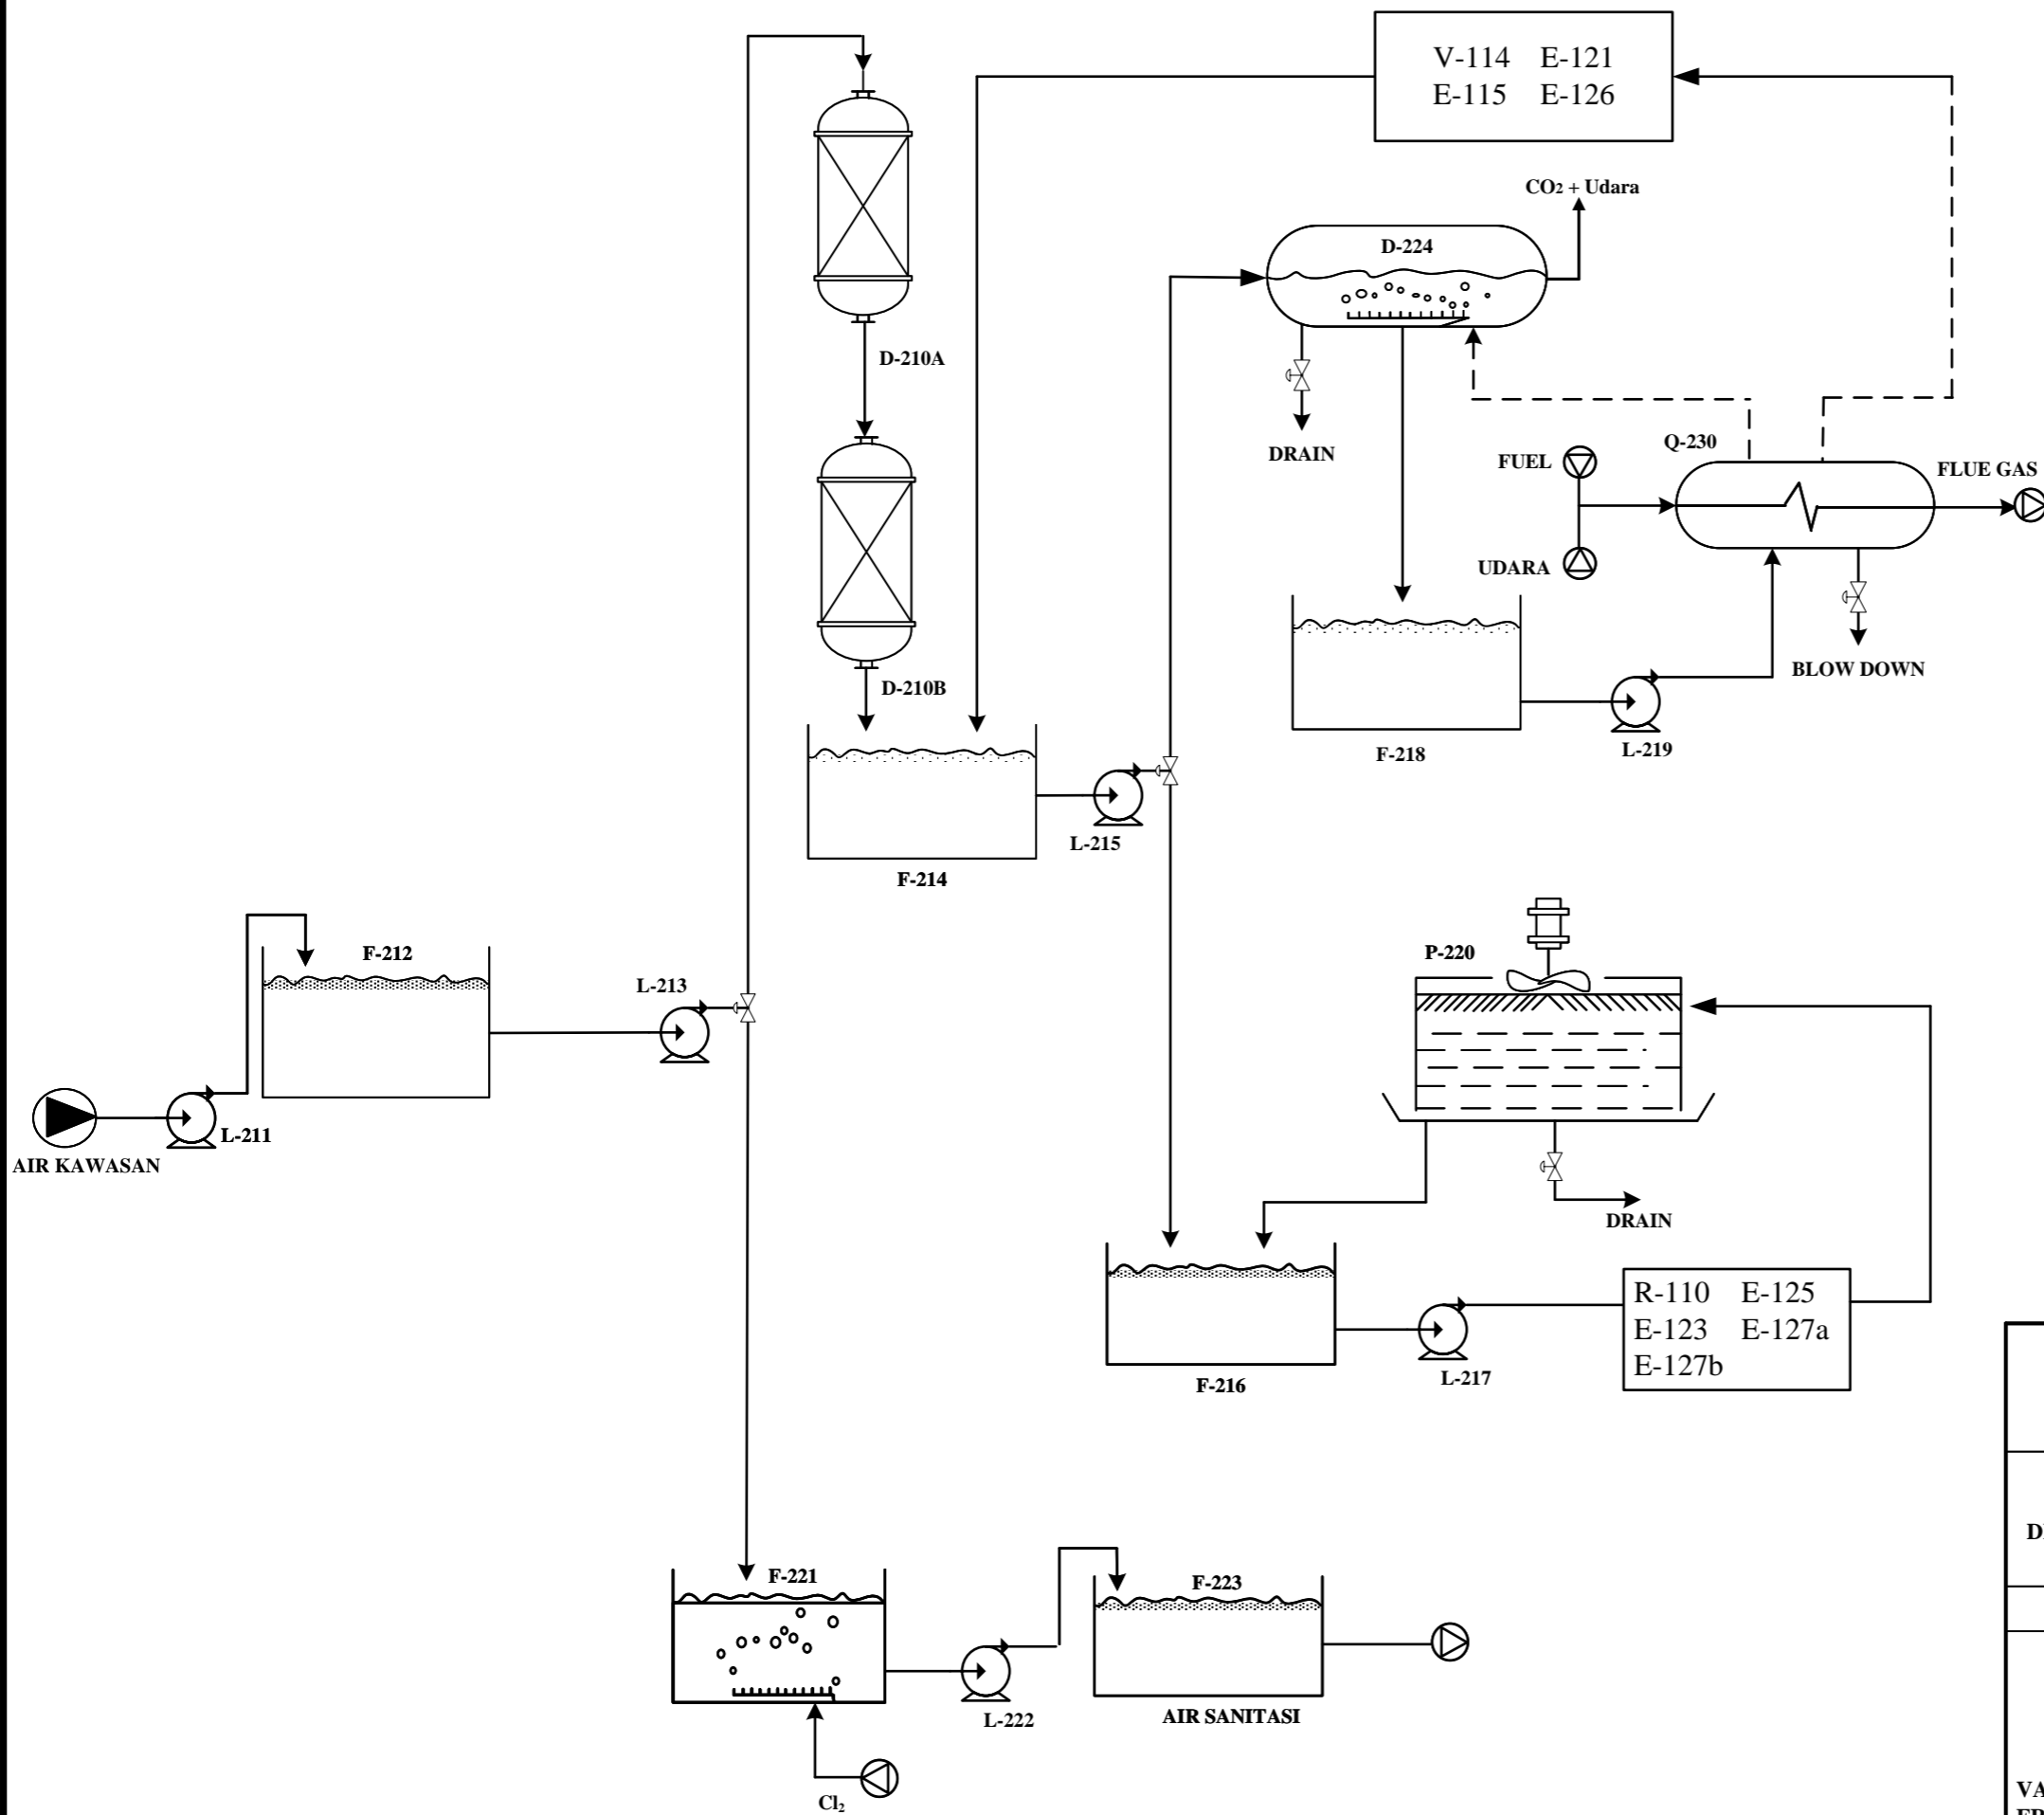 V-114 E-121
E-115 E-126
CO2 + Udara
D-224
D-210A
DRAIN
Q-230
FUEL
FLUE GAS
UDARA
BLOW DOWN
D-210B
F-218
L-219
L-215
F-214
F-212
P-220
L-213
L-211
AIR KAWASAN
DRAIN
R-110 E-125
E-123 E-127a
E-127b
F-216
L-217
F-221
F-223
L-222
AIR SANITASI
Cl₂